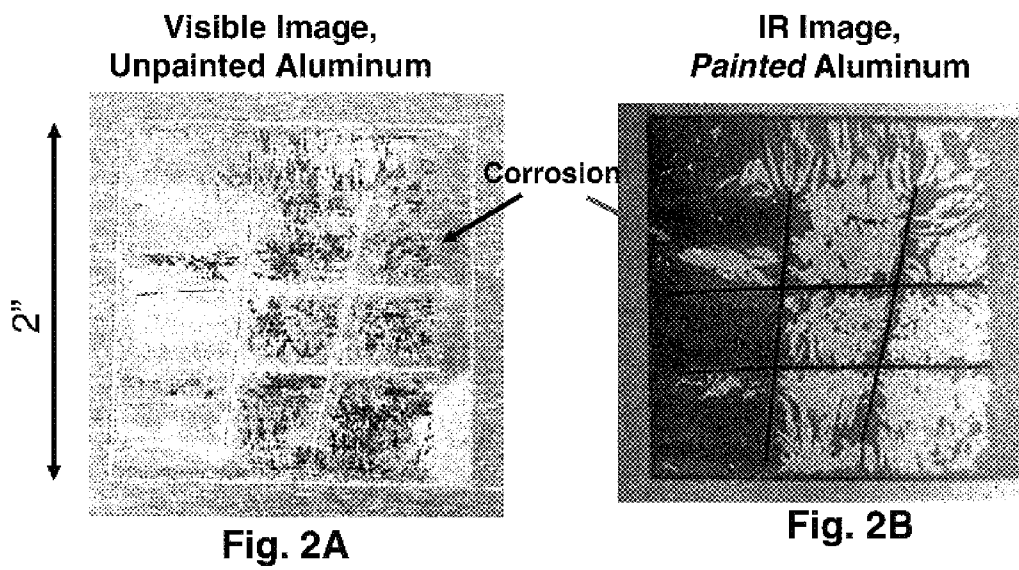 Visible Image,
Unpainted Aluminum
IR Image,
Painted Aluminum
2”
Corrosion
Fig. 2A
Fig. 2B